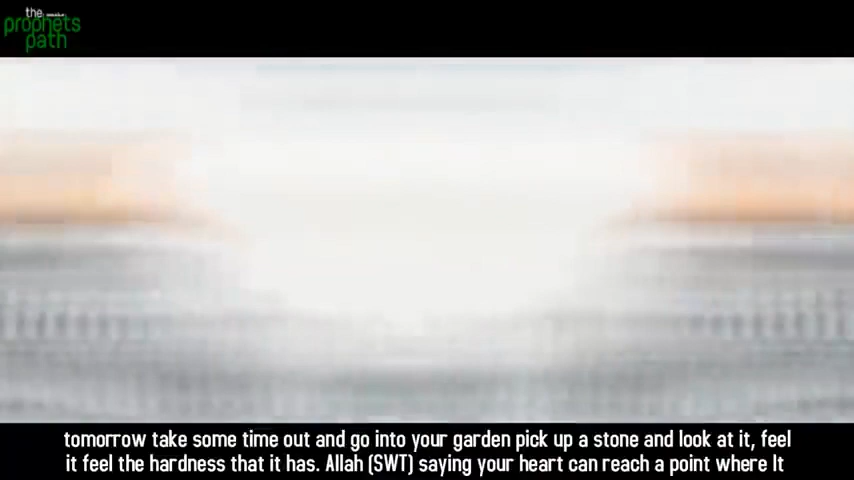 the
prophets
path
tomorrow take some time out and go into your garden pick up a stone and look at it, feel
it feel the hardness that it has. Allah (SWT) saying your heart can reach a point where It